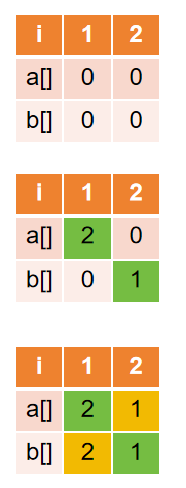 i 1 2
a[] 0 0
b[] 0 0
i 1 2
a[] 2 0
b[] 0 1
i 1 2
a[] 2 1
b[] 2 1